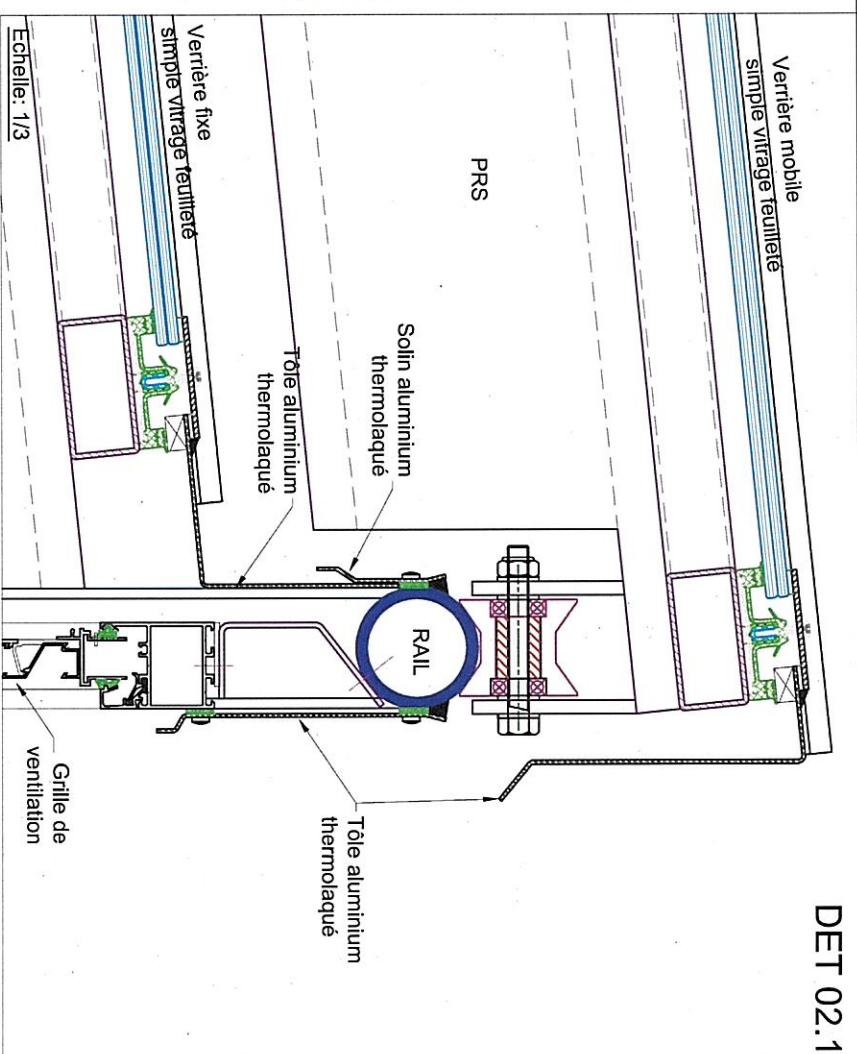 DET 02.1
Verrière mobile
simple vitrage feuilleté
PRS
Solin aluminium
thermolaqué
Tôle aluminium
thermolaqué
RAIL
Verrière fixe
simple vitrage feuilleté
Tôle aluminium
thermolaqué
Grille de
ventilation
Echelle: 1/3